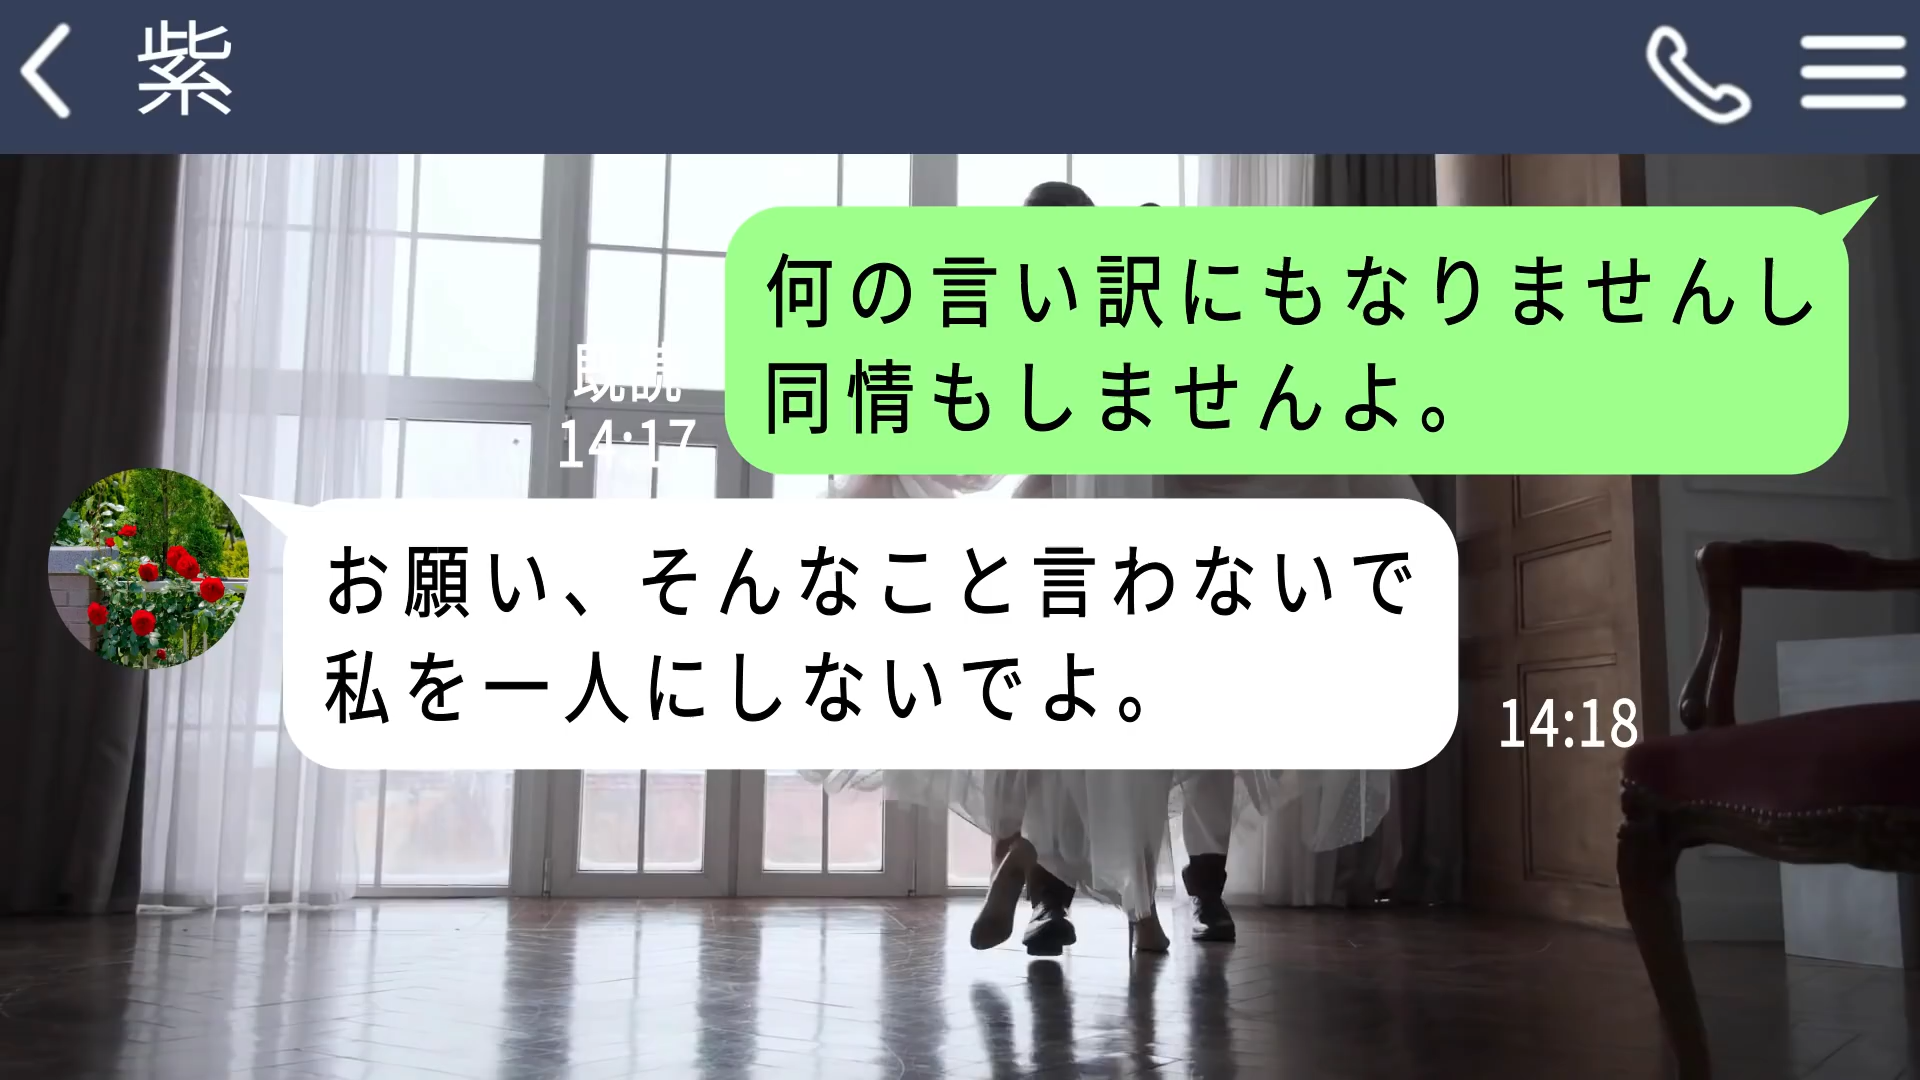 紫
何の言い訳にもなりませんし
同情もしませんよ。
既読
14:17
お願い、そんなこと言わないで
私を一人にしないでよ。
14:18